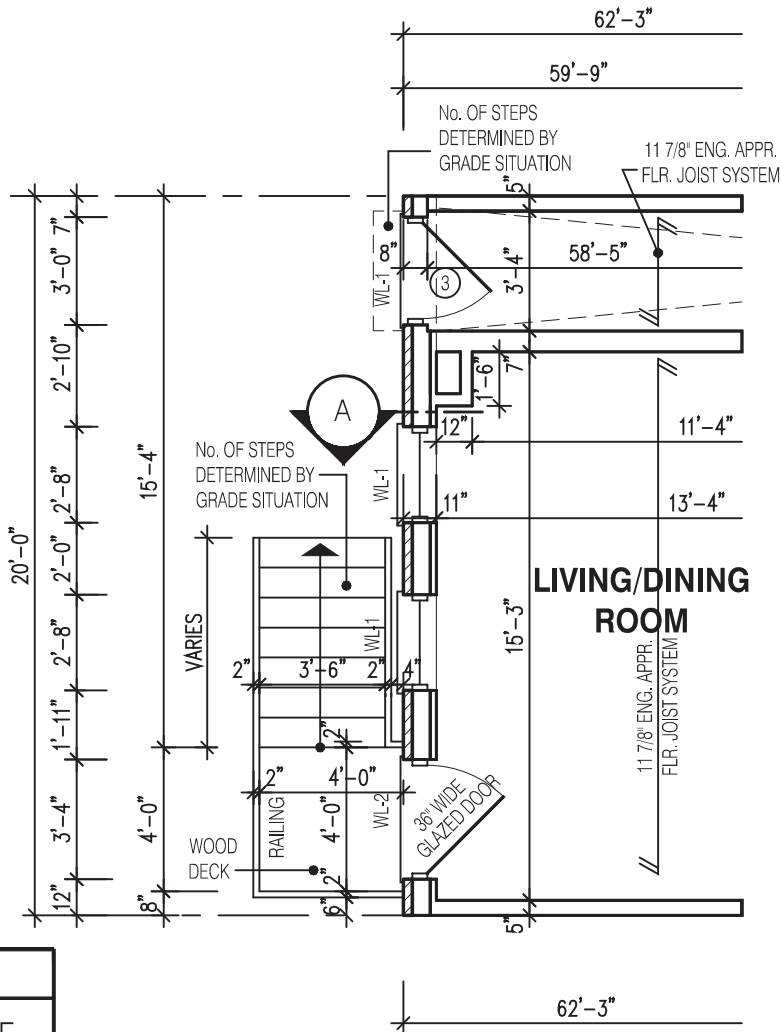 62'-3"
59'-9"
No. OF STEPS
DETERMINED BY
GRADE SITUATION
11 7/8" ENG. APPR.
FLR. JOIST SYSTEM
5"
7"
8"
58'-5"
3'-0"
WL-1
3
3'-4"
2'-10"
7"
1'-6"
A
12"
11'-4"
No. OF STEPS
DETERMINED BY
GRADE SITUATION
15'-4"
2'-8"
WL-1
11"
13'-4"
20'-0"
2'-0"
LIVING/DINING
ROOM
VARIES
2'-8"
WL-1
15'-3"
2"
3'-6"
2"
4"
11 7/8" ENG. APPR.
FLR. JOIST SYSTEM
1'-11"
2"
2"
4'-0"
36" WIDE
GLAZED DOOR
3'-4"
4'-0"
RAILING
4'-0"
WL-2
WOOD
DECK
12"
8"
2"
6"
5"
62'-3"